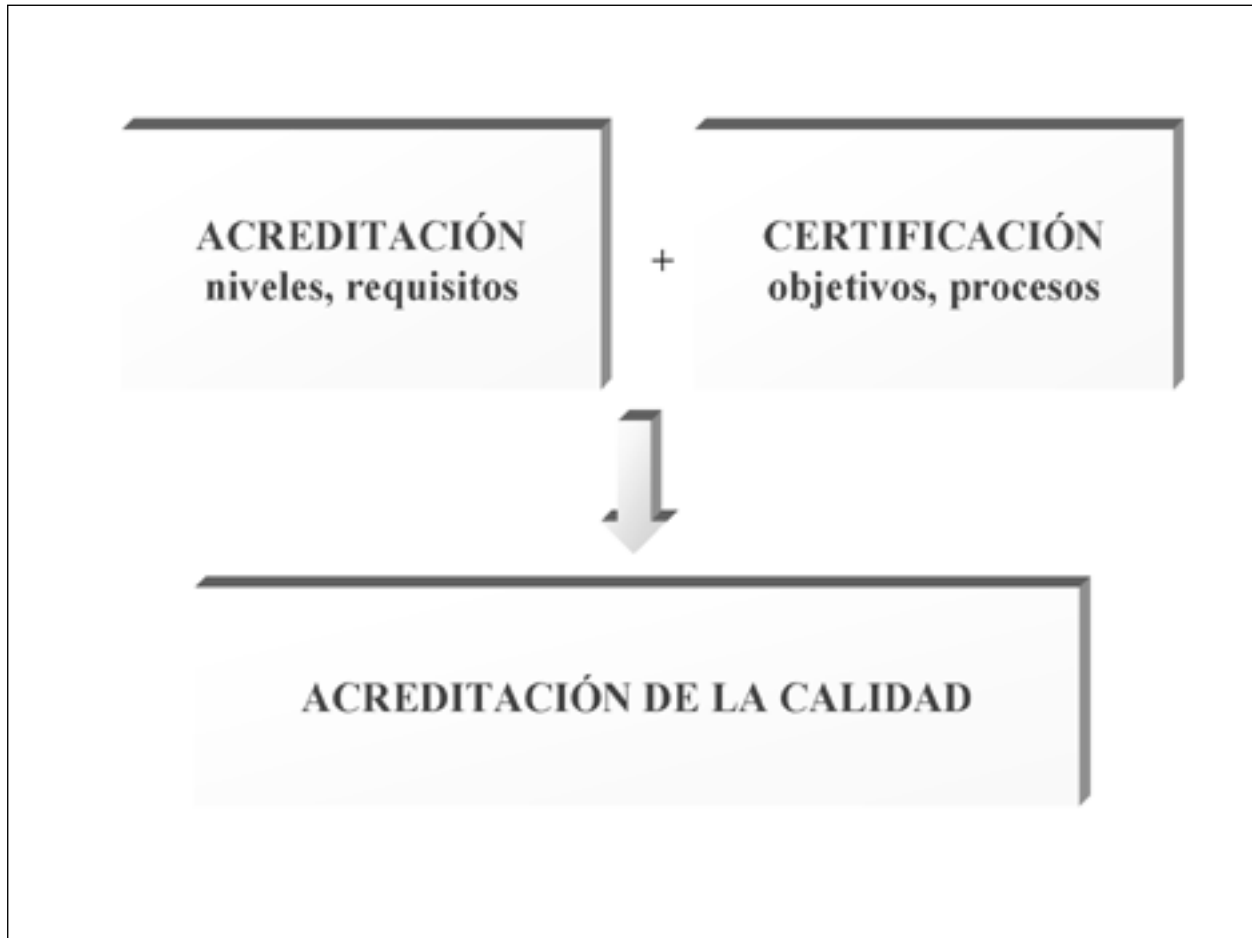 ACREDITACIÓN
niveles, requisitos
+
CERTIFICACIÓN
objetivos, procesos
ACREDITACIÓN DE LA CALIDAD